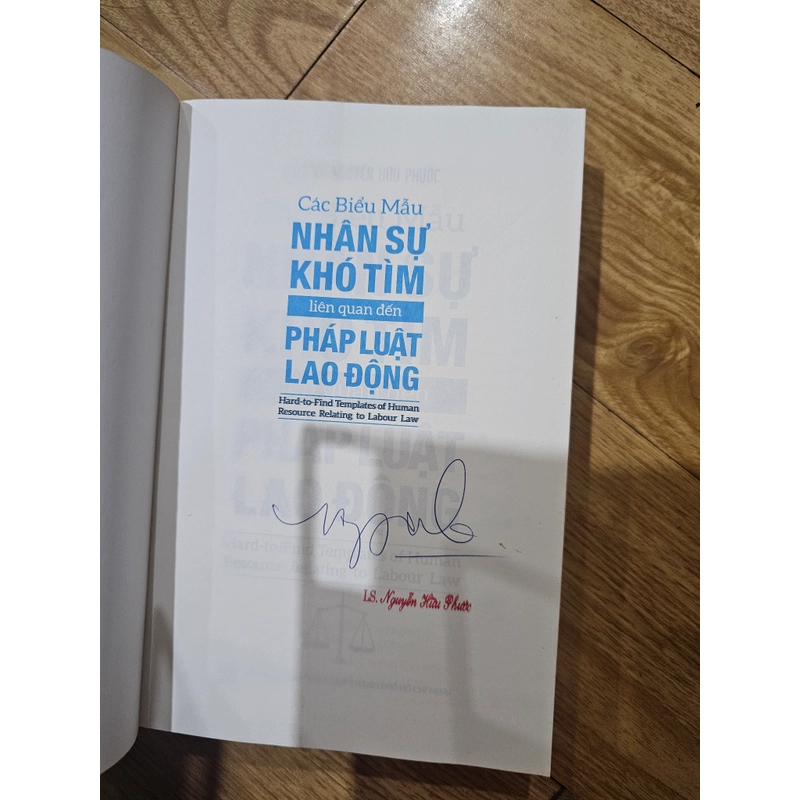 Các Biểu Mẫu
NHÂN SỰ
KHÓ TÌM
liên quan đến
PHÁP LUẬT
LAO ĐỘNG
Hard-to-Find Templates of Human
Resource Relating to Labour Law
LS. Nguyễn Hữu Phước